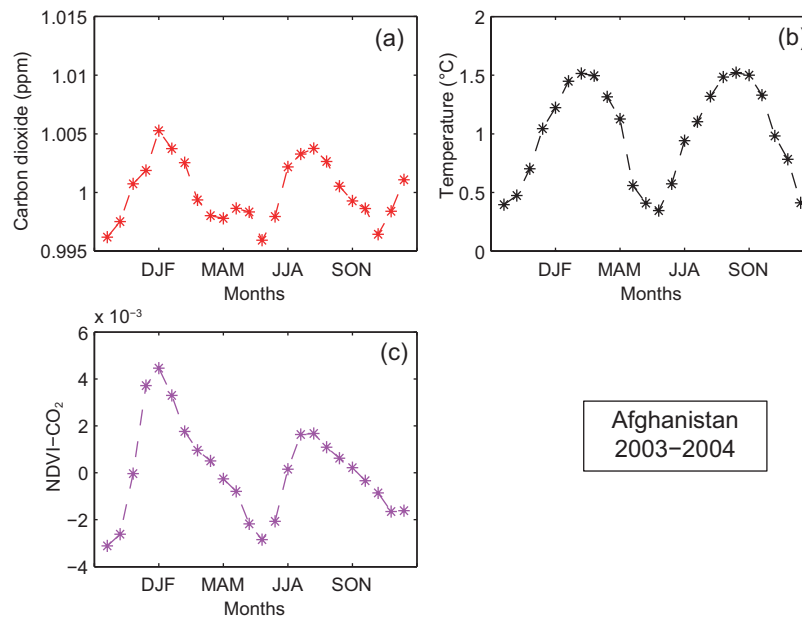 (a)
Carbon dioxide (ppm)
1.015
1.01
1.005
1
0.995
DJF MAM JJA SON
Months
(b)
Temperature (°C)
2
1.5
1
0.5
0
DJF MAM JJA SON
Months
(c)
x 10⁻³
NDVI−CO₂
6
4
2
0
−2
−4
DJF MAM JJA SON
Months
Afghanistan
2003−2004